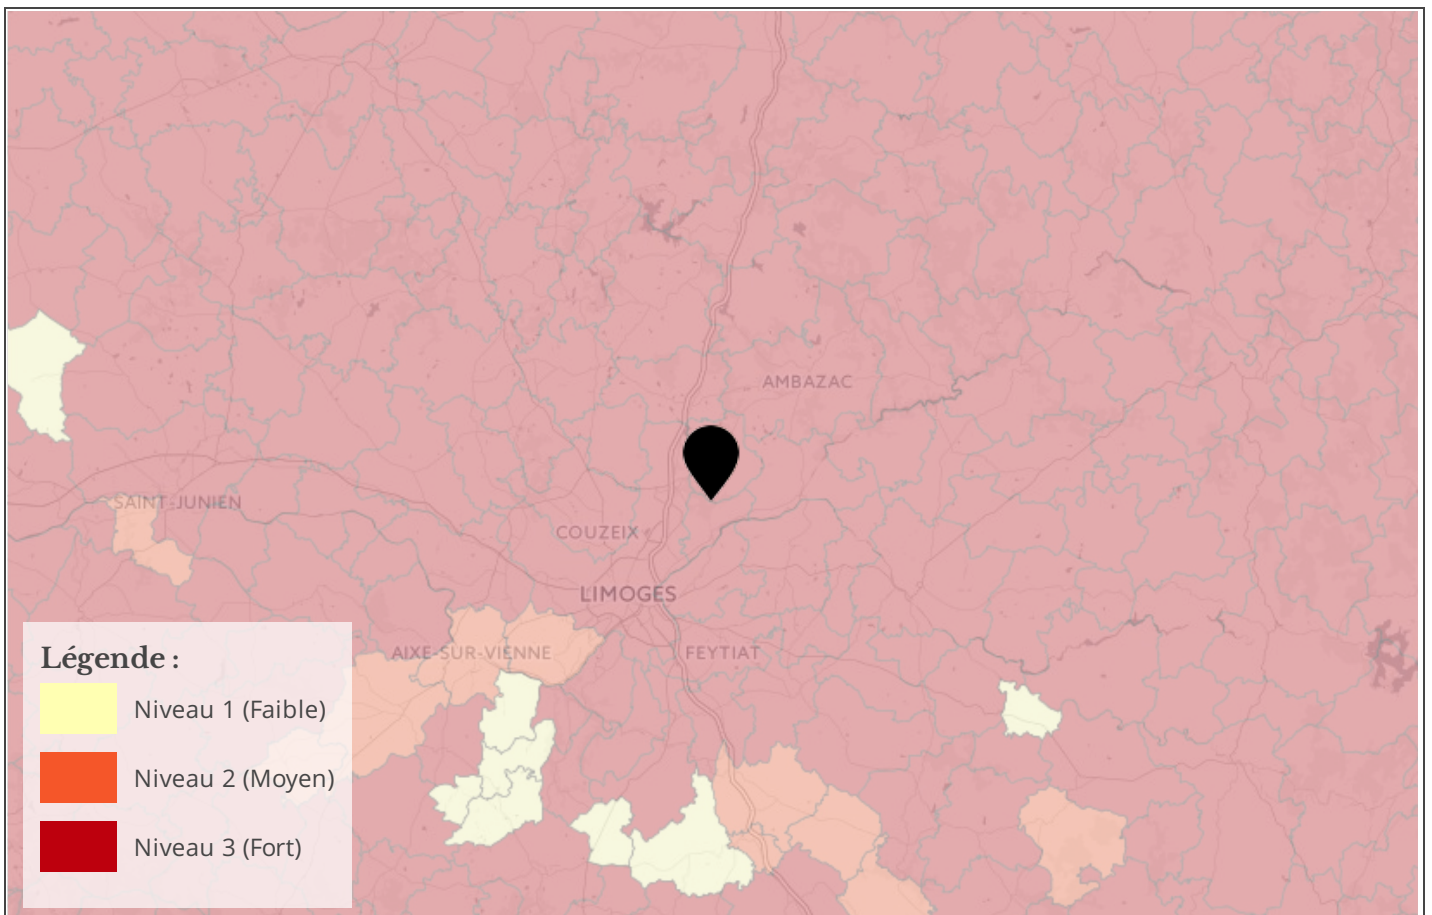 AMBAZAC
SAINT-JUNIEN
COUZEIX
LIMOGES
AIXE-SUR-VIENNE
FEYTIAT
Légende :
Niveau 1 (Faible)
Niveau 2 (Moyen)
Niveau 3 (Fort)